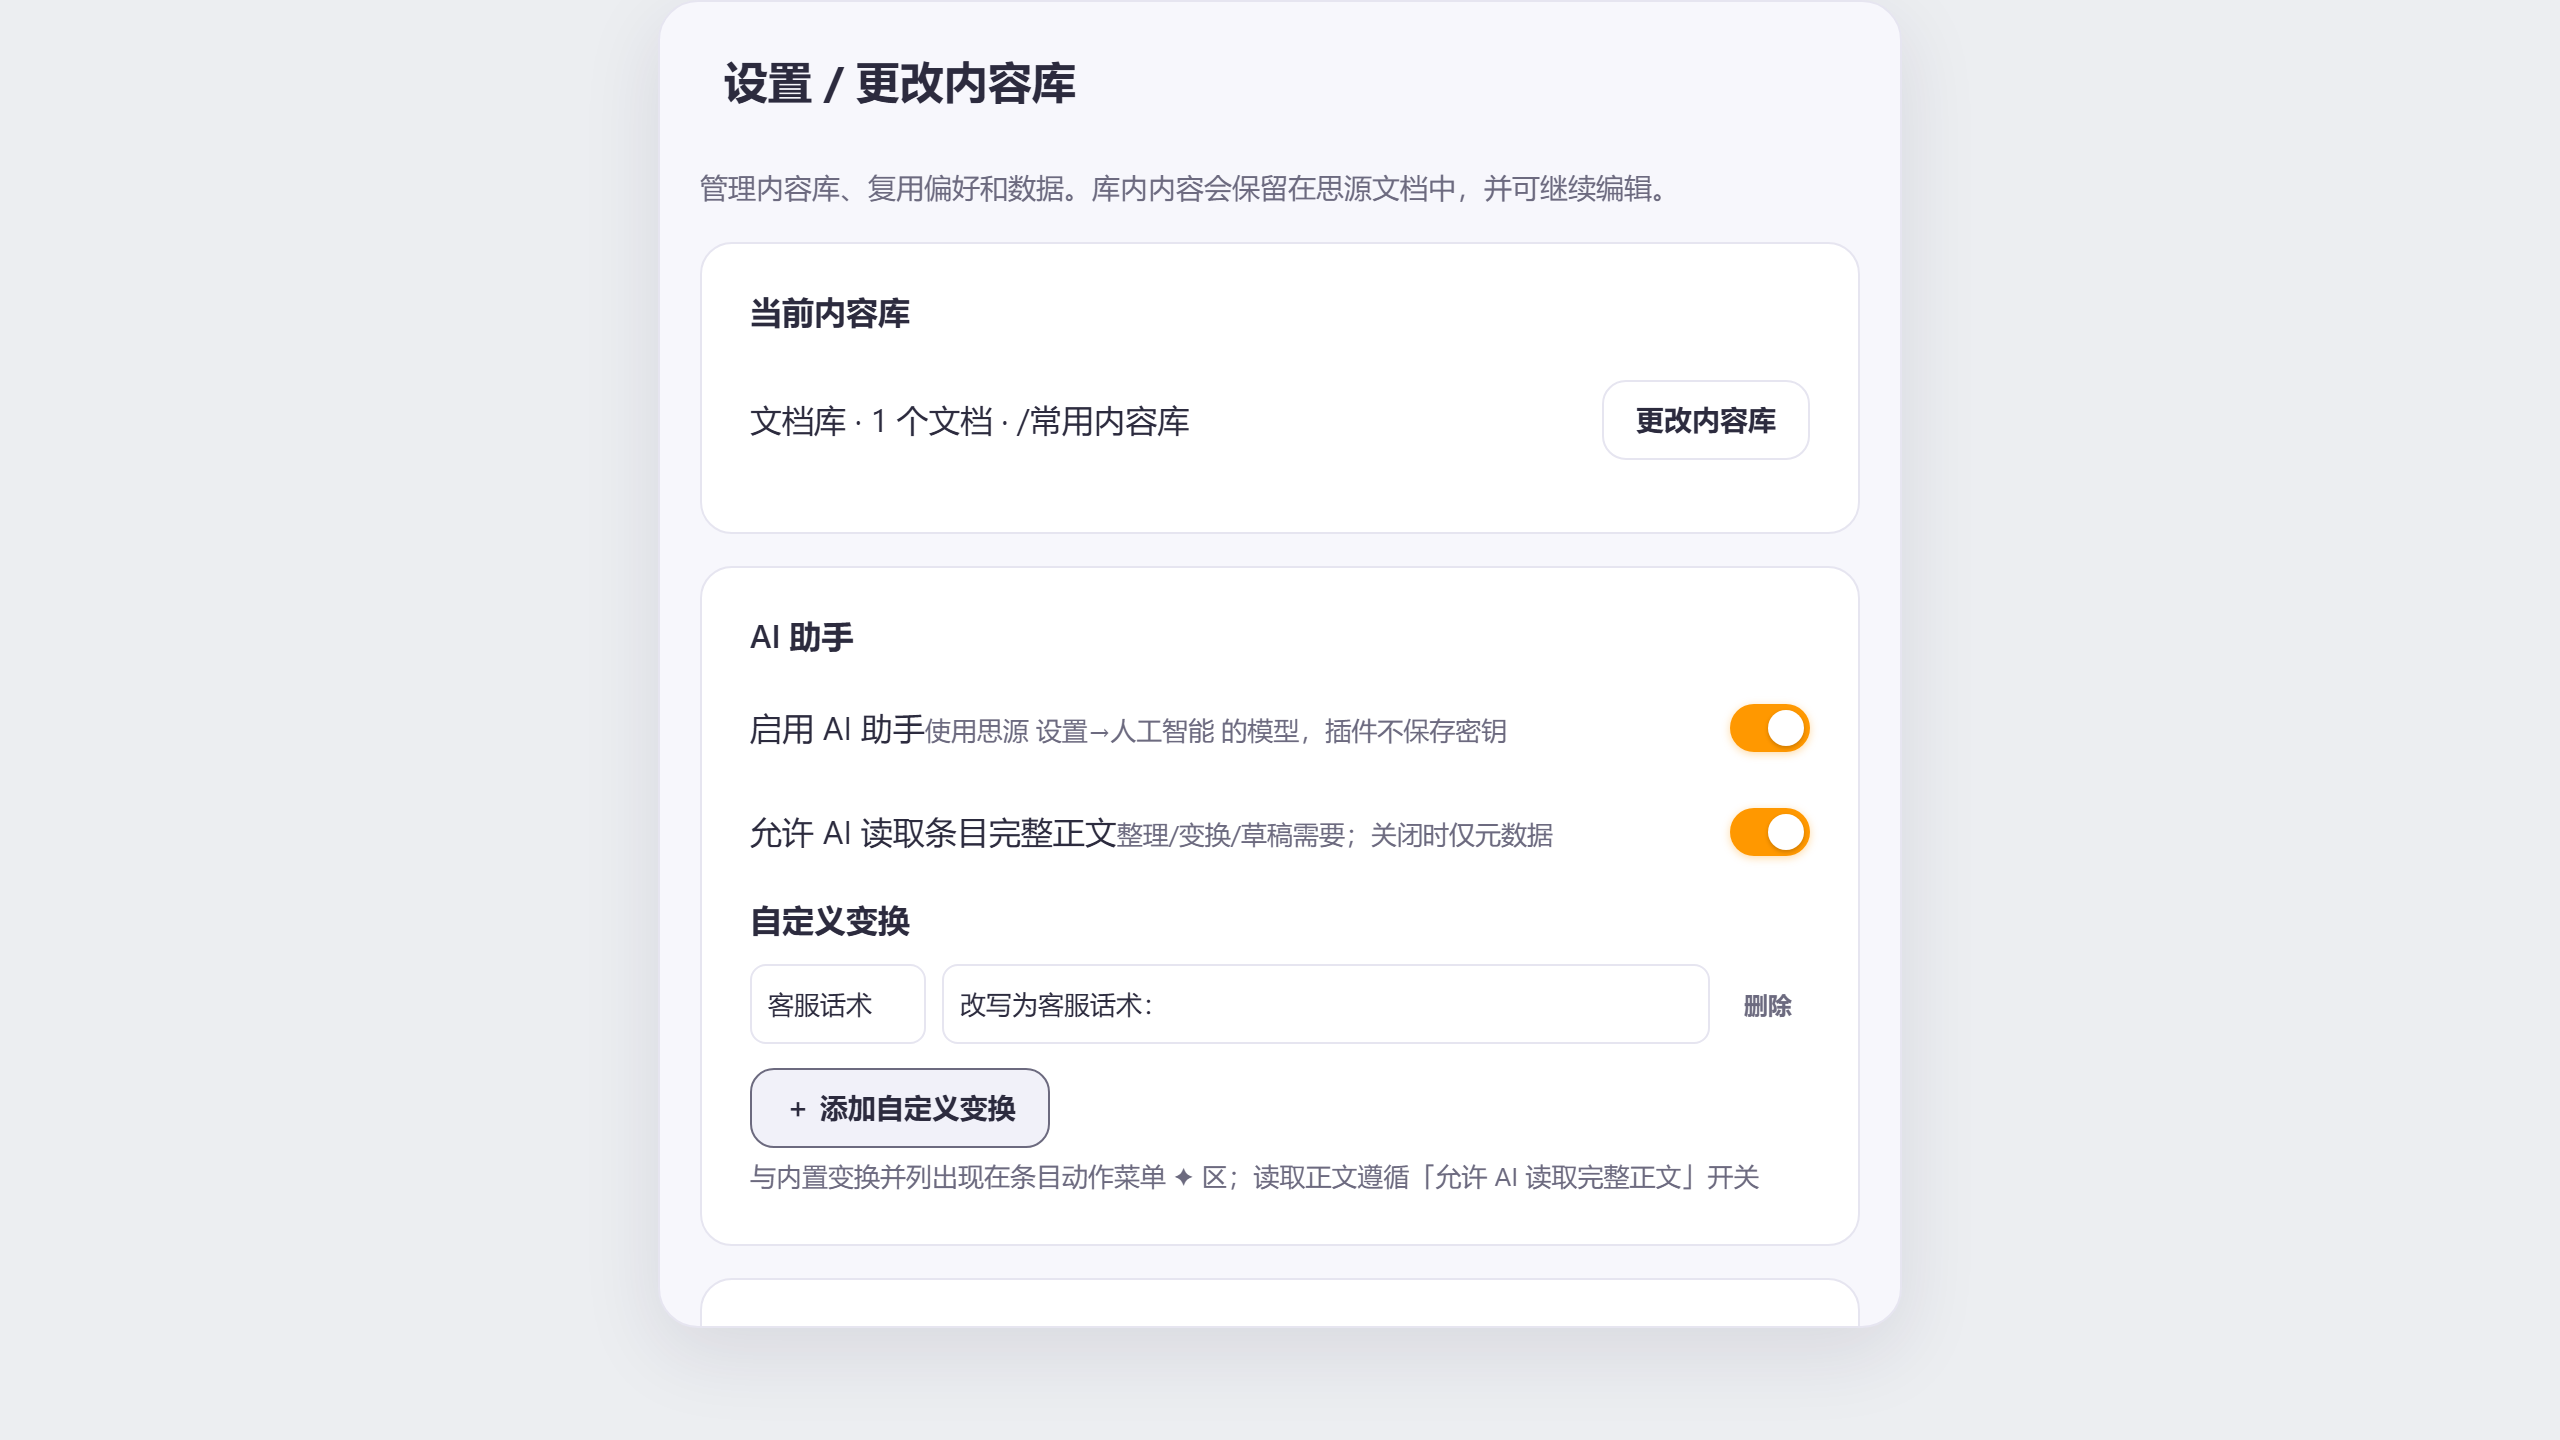 设置 / 更改内容库
管理内容库、复用偏好和数据。库内内容会保留在思源文档中，并可继续编辑。
当前内容库
文档库 · 1 个文档 · /常用内容库
更改内容库
AI 助手
启用 AI 助手使用思源 设置→人工智能 的模型，插件不保存密钥
允许 AI 读取条目完整正文整理/变换/草稿需要；关闭时仅元数据
自定义变换
客服话术
改写为客服话术：
删除
+ 添加自定义变换
与内置变换并列出现在条目动作菜单 ✦ 区；读取正文遵循「允许 AI 读取完整正文」开关